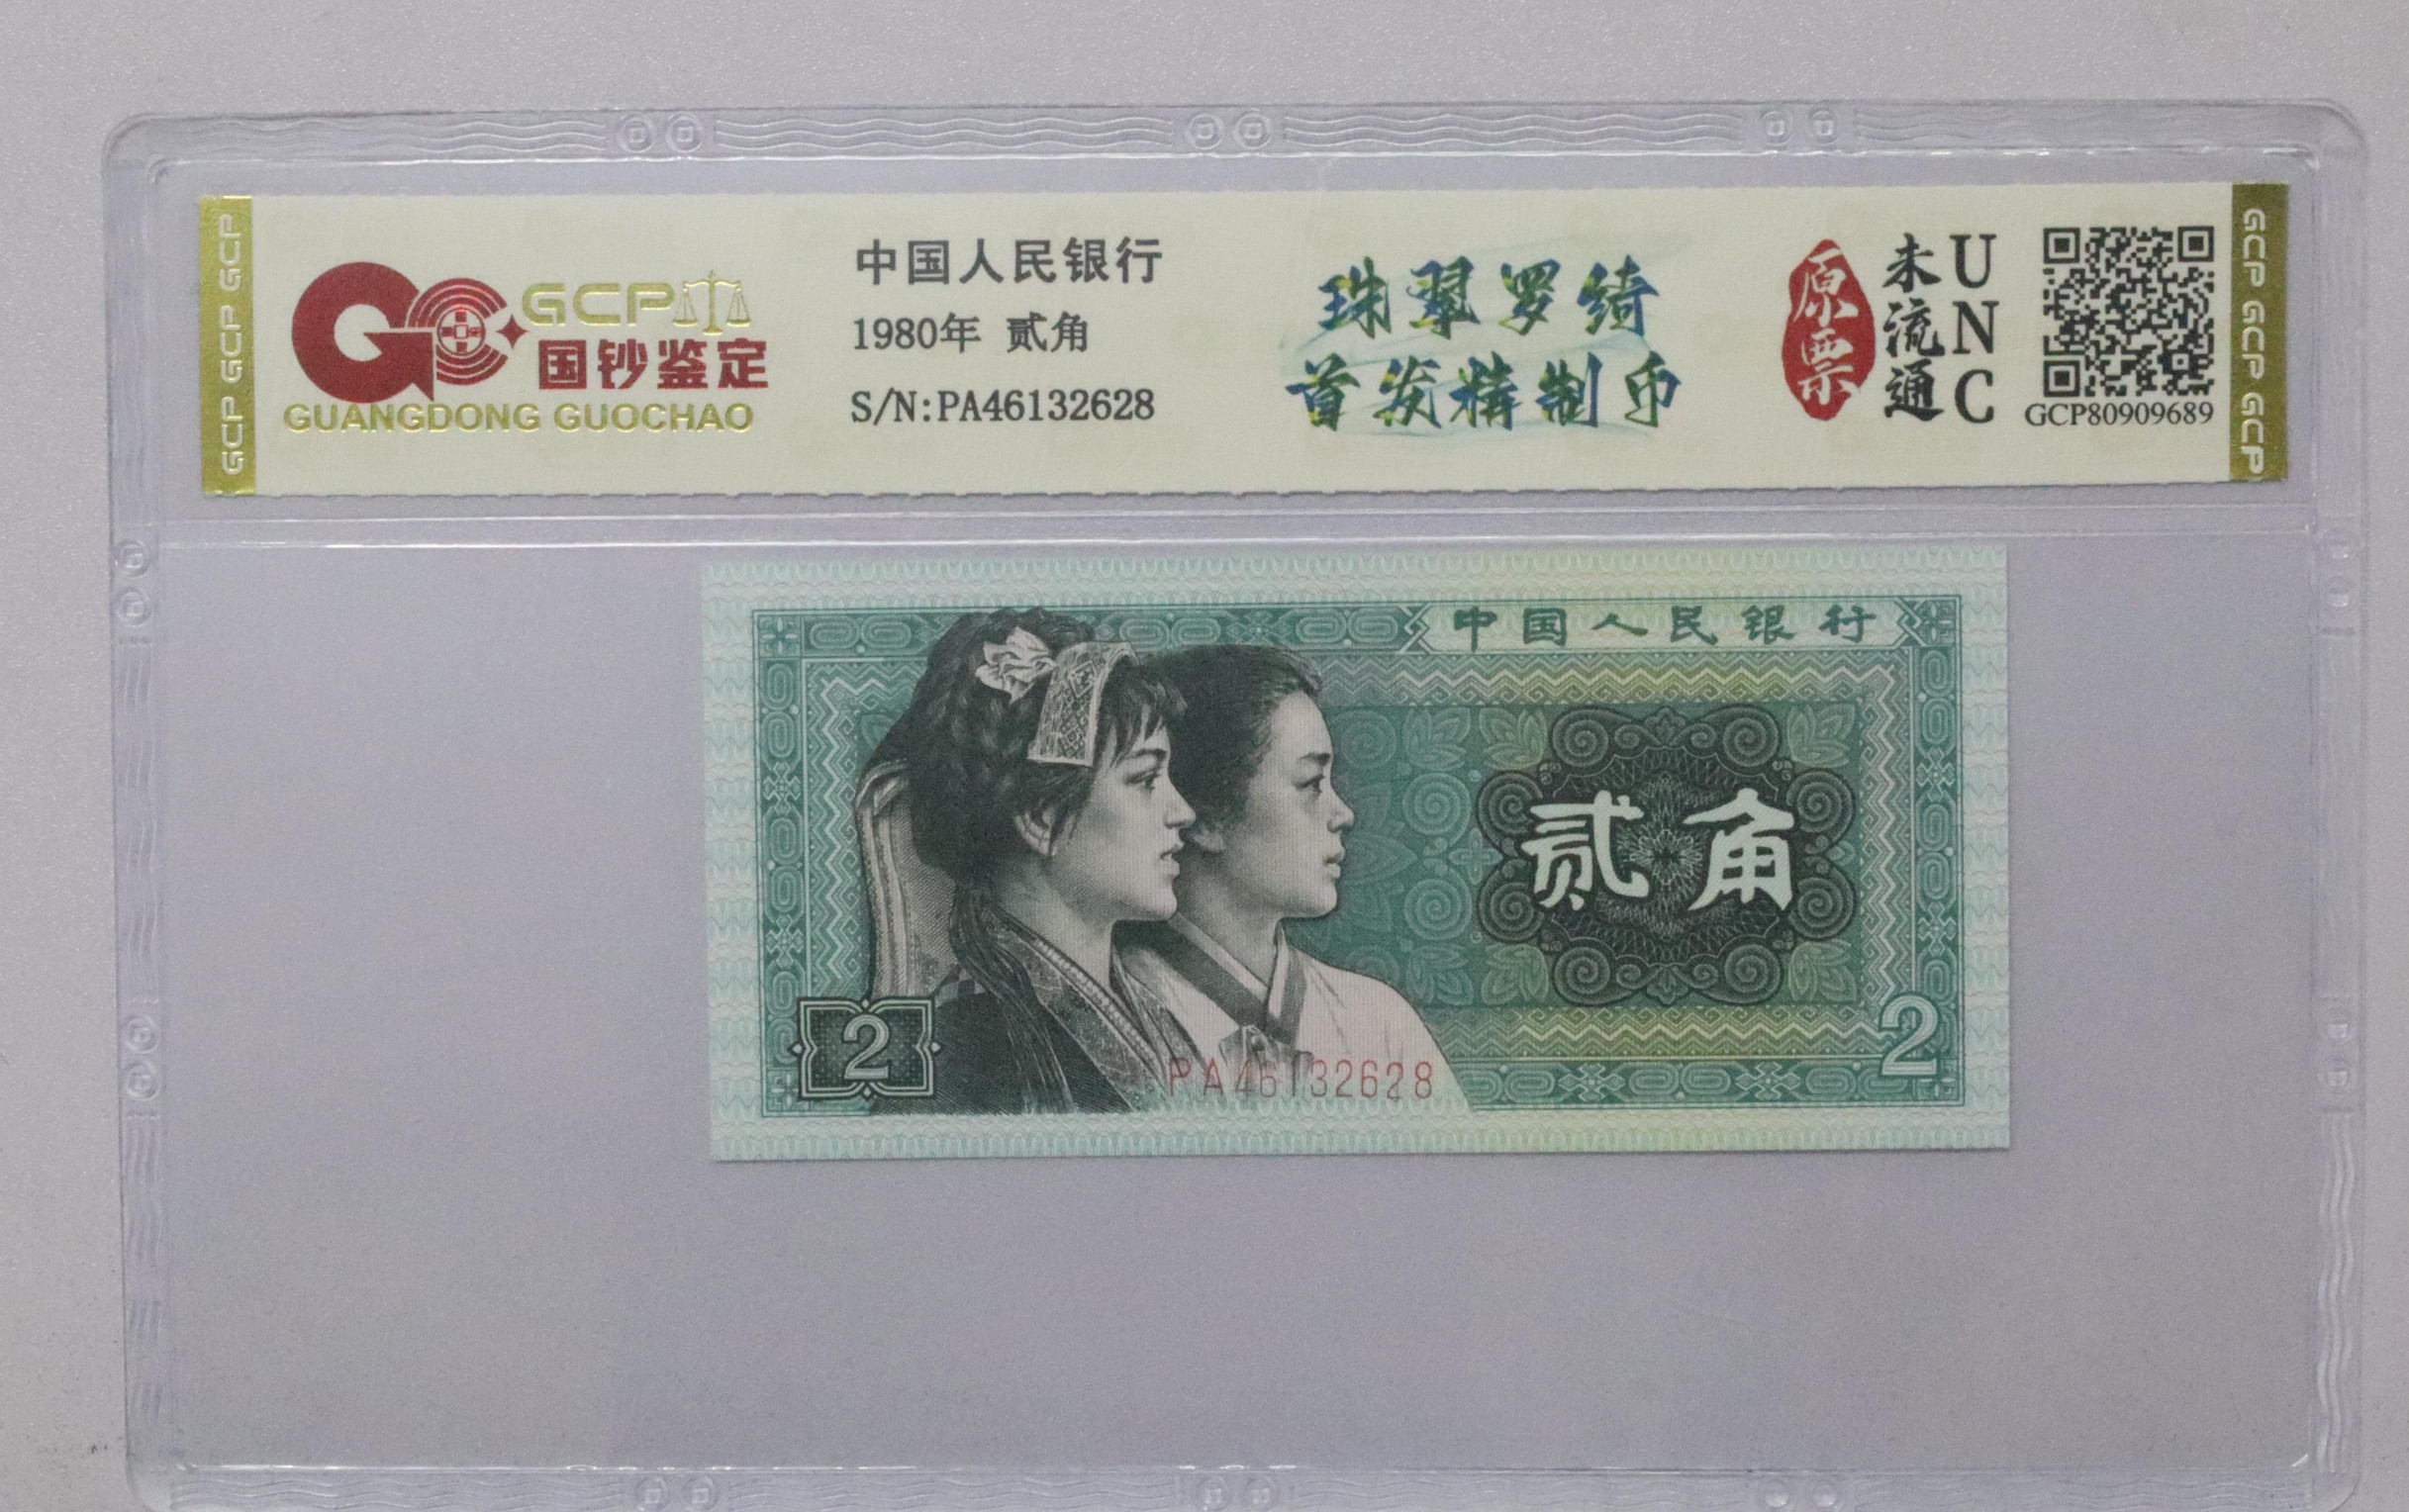 GCP GCP GCP
GCP
国钞鉴定
GUANGDONG GUOCHAO
中国人民银行
1980年 贰角
S/N:PA46132628
珠翠罗绮
首发精制币
原票
未流通
UNC
GCP80909689
GCP GCP GCP
中国人民银行
贰角
2
PA46132628
2